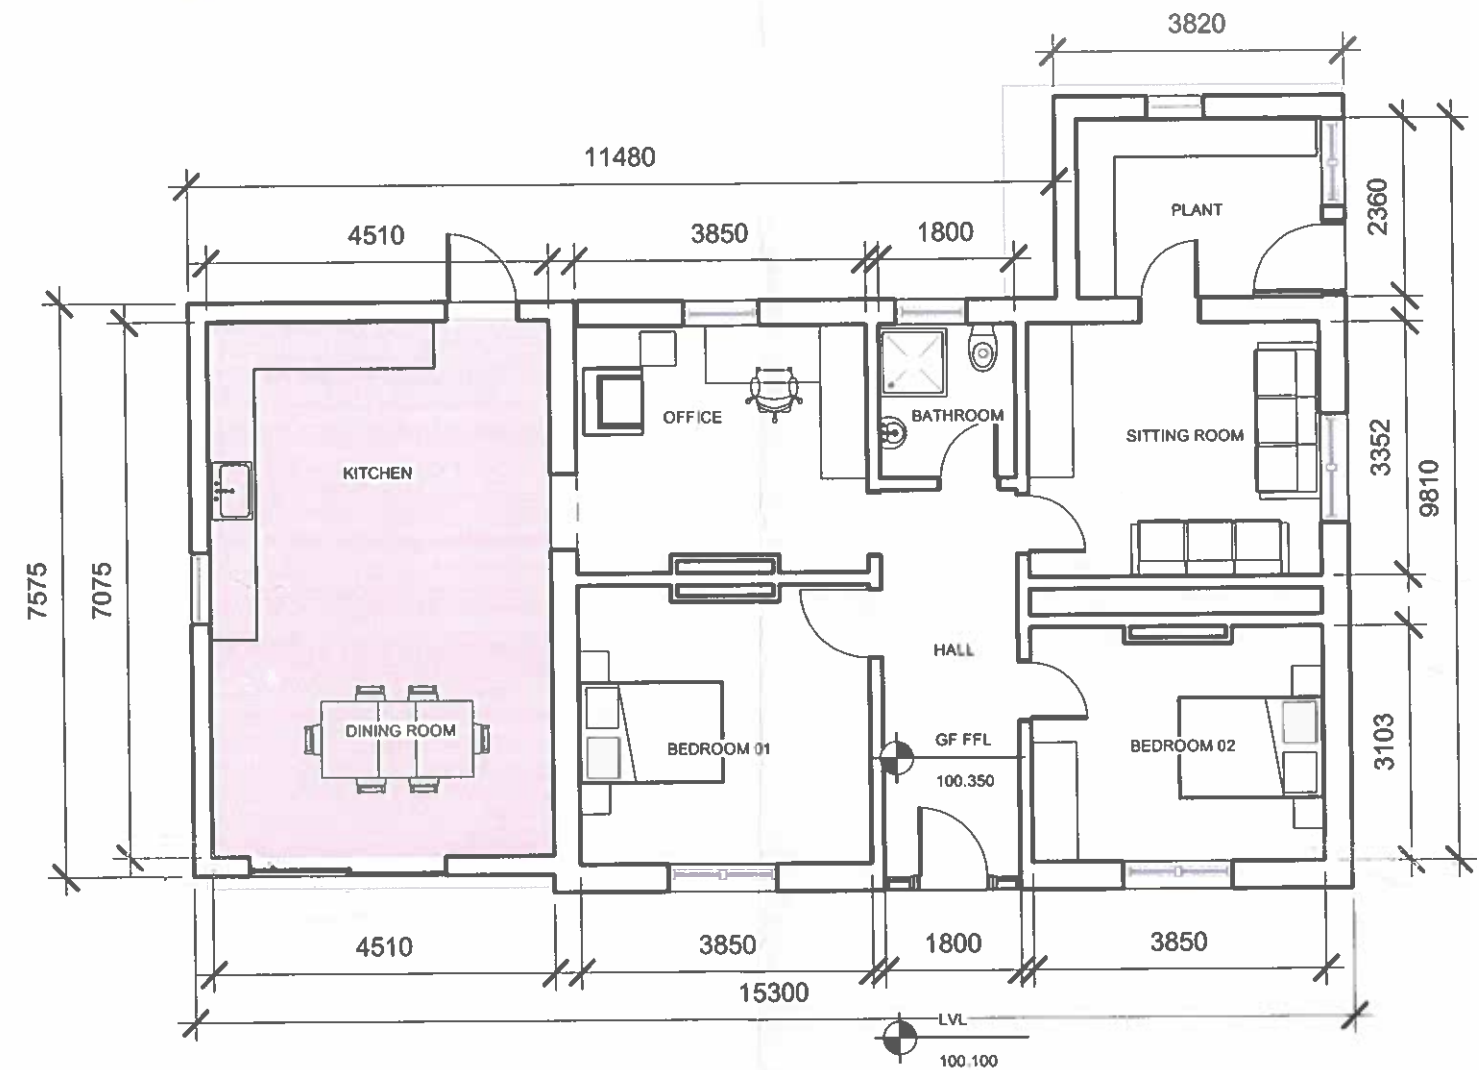 3820
11480
4510
3850
1800
PLANT
2360
KITCHEN
OFFICE
BATHROOM
SITTING ROOM
3352
9810
7575
7075
HALL
DINING ROOM
BEDROOM 01
GF FFL
100.350
BEDROOM 02
3103
4510
3850
1800
3850
15300
LVL
100.100